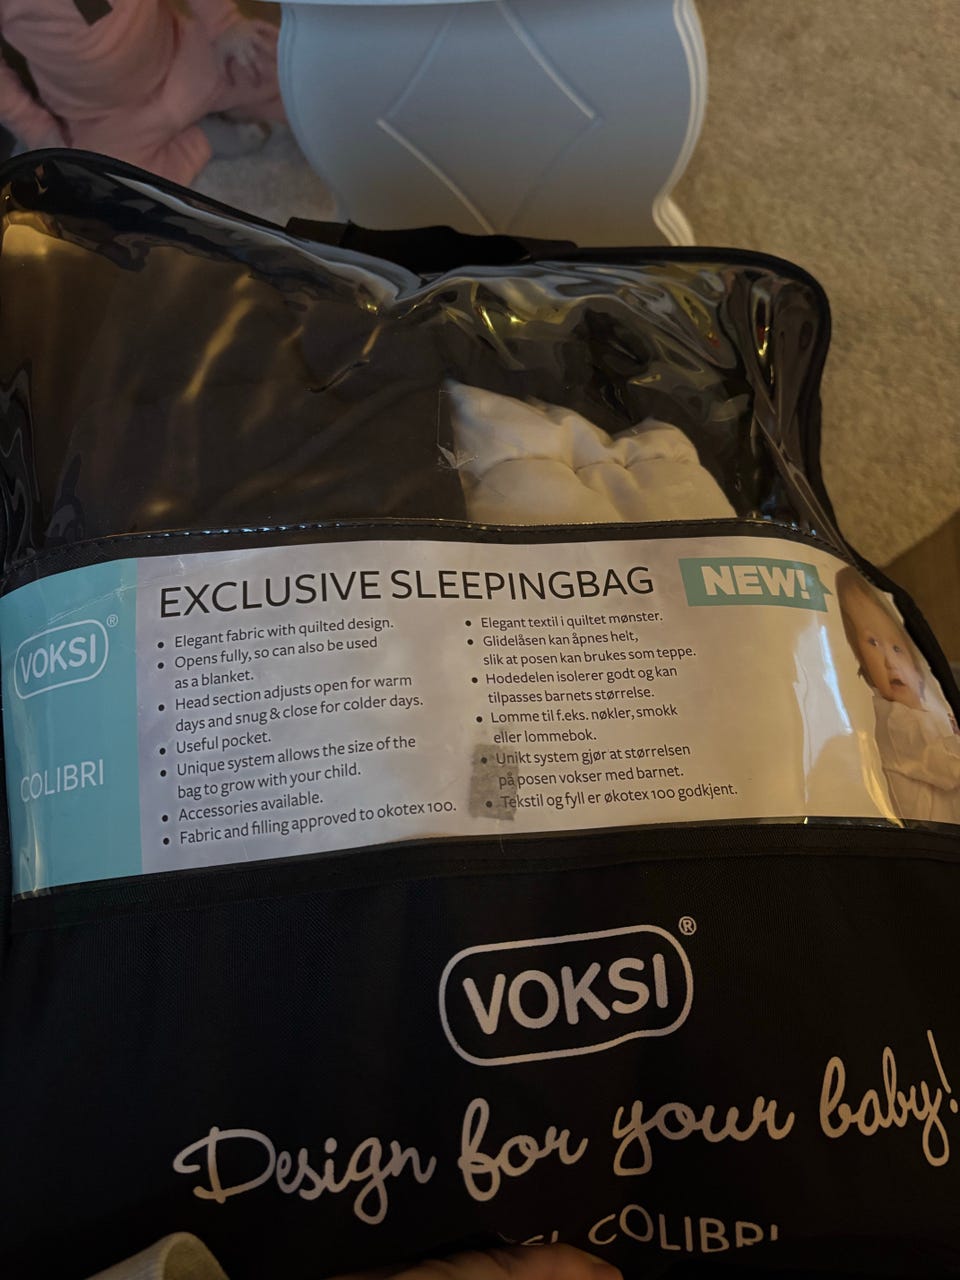 EXCLUSIVE SLEEPINGBAG
NEW!
VOKSI®
COLIBRI
• Elegant fabric with quilted design.
• Opens fully, so can also be used
as a blanket.
• Head section adjusts open for warm
days and snug & close for colder days.
• Useful pocket.
• Unique system allows the size of the
bag to grow with your child.
• Accessories available.
• Fabric and filling approved to okotex 100.
• Elegant textil i quiltet mønster.
• Glidelåsen kan åpnes helt,
slik at posen kan brukes som teppe.
• Hodedelen isolerer godt og kan
tilpasses barnets størrelse.
• Lomme til f.eks. nøkler, smokk
eller lommebok.
• Unikt system gjør at størrelsen
på posen vokser med barnet.
• Tekstil og fyll er økotex 100 godkjent.
VOKSI®
Design for your baby!
COLIBRI